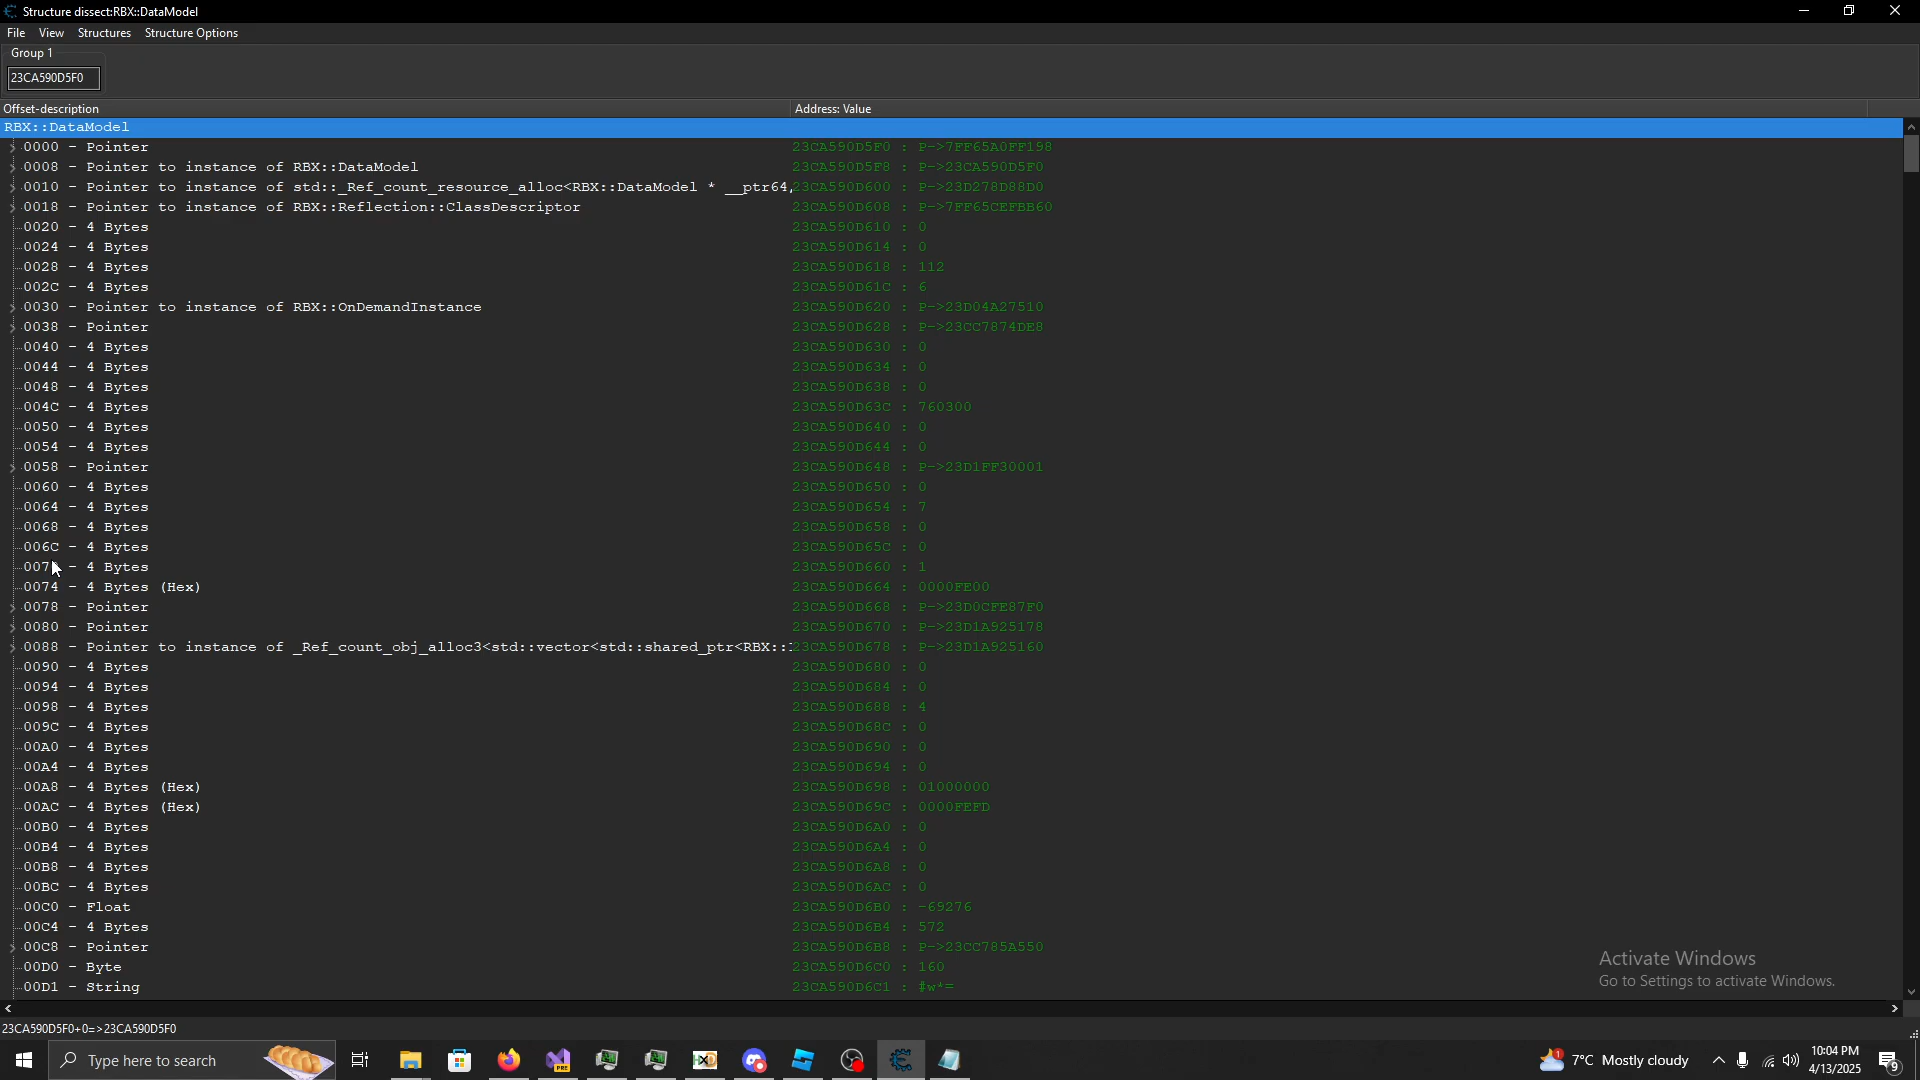 Structure dissect:RBX::DataModel
File View Structures Structure Options
Group 1
23CA590D5F0
Offset-description Address: Value
RBX::DataModel
0000 - Pointer 23CA590D5F0 : P->7FF65A0FF198
0008 - Pointer to instance of RBX::DataModel 23CA590D5F8 : P->23CA590D5F0
0010 - Pointer to instance of std::_Ref_count_resource_alloc<RBX::DataModel * __ptr64, 23CA590D600 : P->23D278D88D0
0018 - Pointer to instance of RBX::Reflection::ClassDescriptor 23CA590D608 : P->7FF65CEFBB60
0020 - 4 Bytes 23CA590D610 : 0
0024 - 4 Bytes 23CA590D614 : 0
0028 - 4 Bytes 23CA590D618 : 112
002C - 4 Bytes 23CA590D61C : 6
0030 - Pointer to instance of RBX::OnDemandInstance 23CA590D620 : P->23D04A27510
0038 - Pointer 23CA590D628 : P->23CC7874DE8
0040 - 4 Bytes 23CA590D630 : 0
0044 - 4 Bytes 23CA590D634 : 0
0048 - 4 Bytes 23CA590D638 : 0
004C - 4 Bytes 23CA590D63C : 760300
0050 - 4 Bytes 23CA590D640 : 0
0054 - 4 Bytes 23CA590D644 : 0
0058 - Pointer 23CA590D648 : P->23D1FF30001
0060 - 4 Bytes 23CA590D650 : 0
0064 - 4 Bytes 23CA590D654 : 7
0068 - 4 Bytes 23CA590D658 : 0
006C - 4 Bytes 23CA590D65C : 0
0070 - 4 Bytes 23CA590D660 : 1
0074 - 4 Bytes (Hex) 23CA590D664 : 0000FE00
0078 - Pointer 23CA590D668 : P->23D0CFE87F0
0080 - Pointer 23CA590D670 : P->23D1A925178
0088 - Pointer to instance of _Ref_count_obj_alloc3<std::vector<std::shared_ptr<RBX::I 23CA590D678 : P->23D1A925160
0090 - 4 Bytes 23CA590D680 : 0
0094 - 4 Bytes 23CA590D684 : 0
0098 - 4 Bytes 23CA590D688 : 4
009C - 4 Bytes 23CA590D68C : 0
00A0 - 4 Bytes 23CA590D690 : 0
00A4 - 4 Bytes 23CA590D694 : 0
00A8 - 4 Bytes (Hex) 23CA590D698 : 01000000
00AC - 4 Bytes (Hex) 23CA590D69C : 0000FEFD
00B0 - 4 Bytes 23CA590D6A0 : 0
00B4 - 4 Bytes 23CA590D6A4 : 0
00B8 - 4 Bytes 23CA590D6A8 : 0
00BC - 4 Bytes 23CA590D6AC : 0
00C0 - Float 23CA590D6B0 : -69276
00C4 - 4 Bytes 23CA590D6B4 : 572
00C8 - Pointer 23CA590D6B8 : P->23CC785A550
00D0 - Byte 23CA590D6C0 : 160
00D1 - String 23CA590D6C1 : #w*=
Activate Windows
Go to Settings to activate Windows.
23CA590D5F0+0=>23CA590D5F0
Type here to search
PRE
7°C Mostly cloudy
10:04 PM
4/13/2025
9